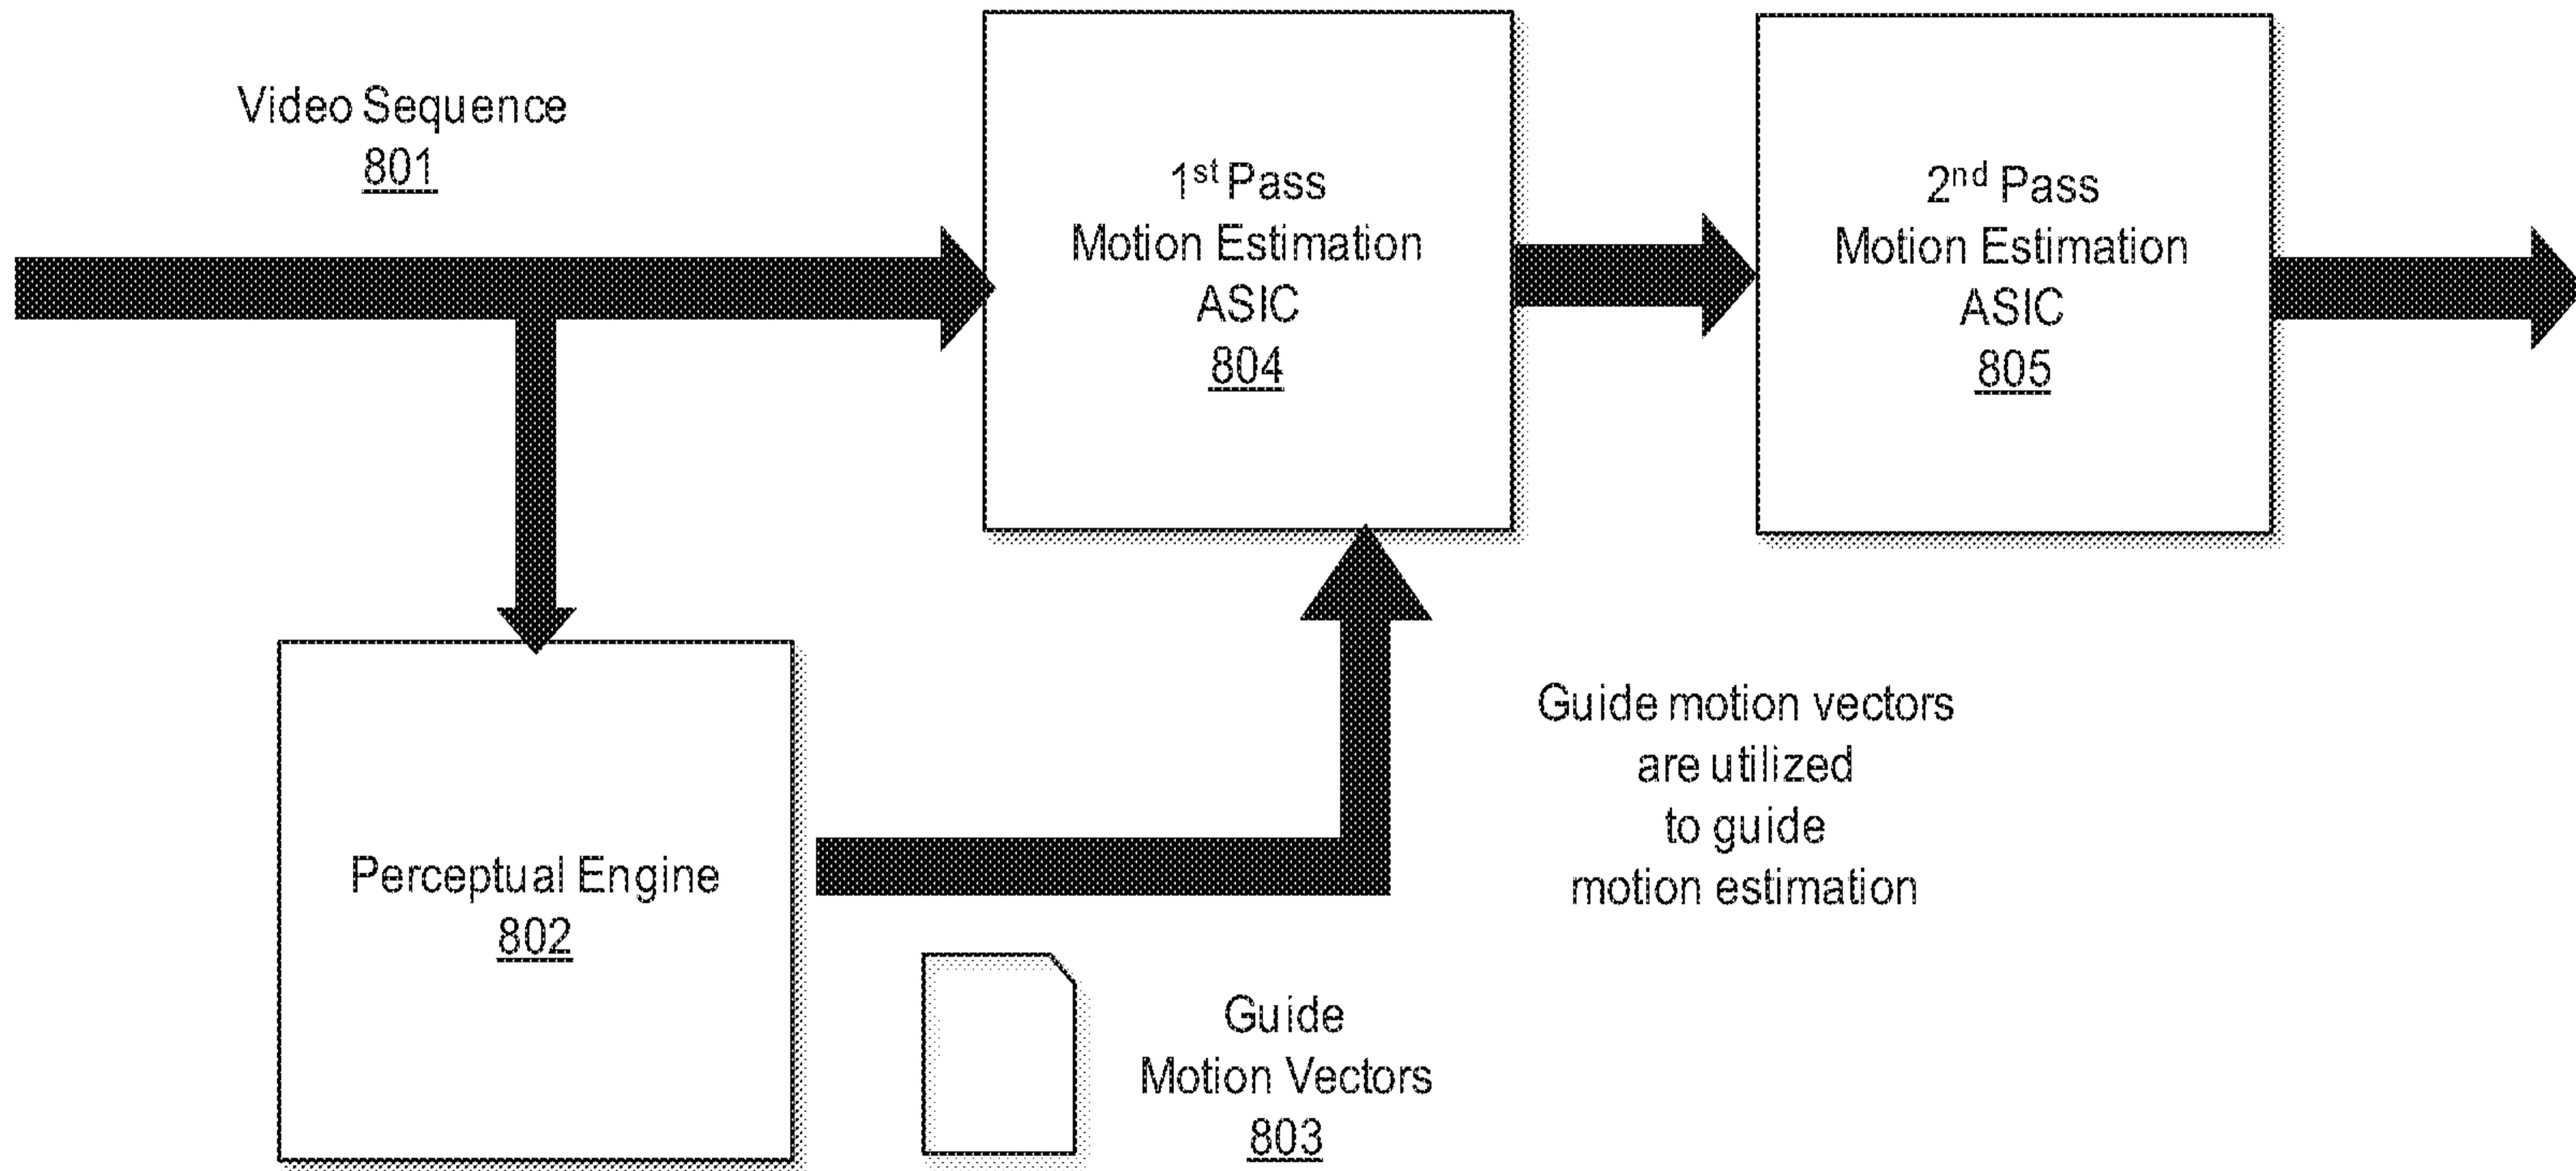 Video Sequence
801
1st Pass
Motion Estimation
ASIC
804
2nd Pass
Motion Estimation
ASIC
805
Perceptual Engine
802
Guide motion vectors
are utilized
to guide
motion estimation
Guide
Motion Vectors
803